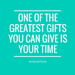 ONE OF THE
GREATEST GIFTS
YOU CAN GIVE IS
YOUR TIME